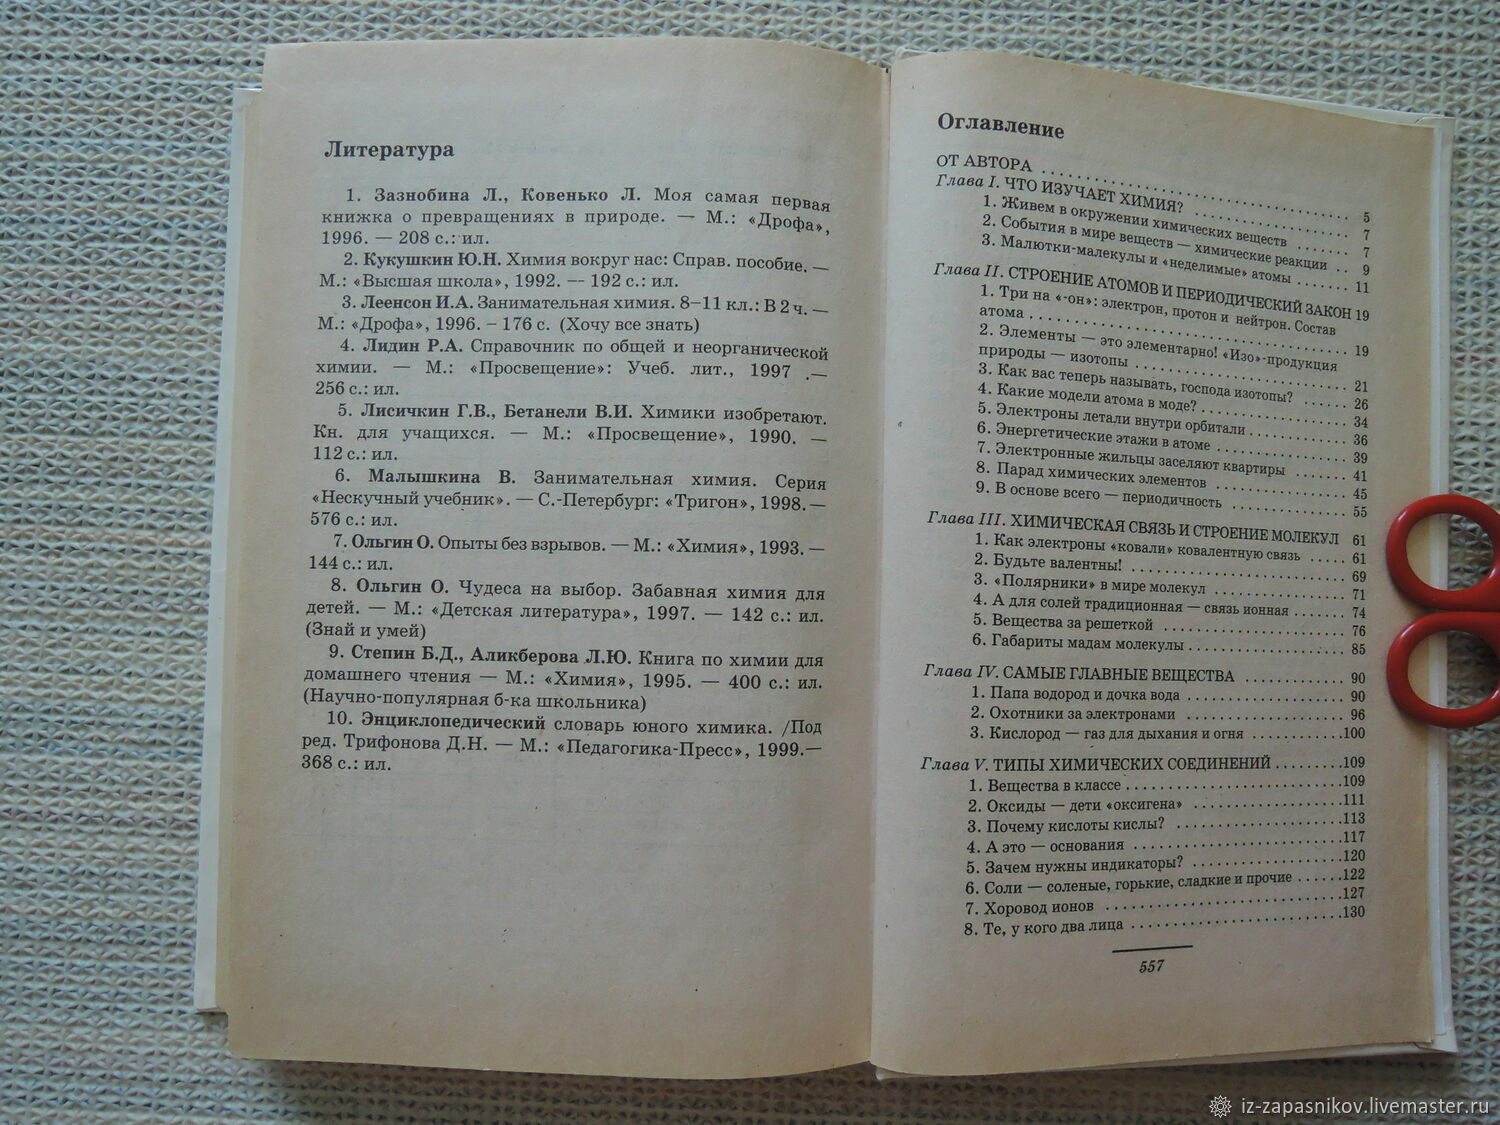 Литература
1. Зазнобина Л., Ковенько Л. Моя самая первая
книжка о превращениях в природе. — М.: «Дрофа»,
1996. — 208 с.: ил.
2. Кукушкин Ю.Н. Химия вокруг нас: Справ. пособие. —
М.: «Высшая школа», 1992. — 192 с.: ил.
3. Леенсон И.А. Занимательная химия. 8–11 кл.: В 2 ч. —
М.: «Дрофа», 1996. – 176 с. (Хочу все знать)
4. Лидин Р.А. Справочник по общей и неорганической
химии. — М.: «Просвещение»: Учеб. лит., 1997 .—
256 с.: ил.
5. Лисичкин Г.В., Бетанели В.И. Химики изобретают.
Кн. для учащихся. — М.: «Просвещение», 1990. —
112 с.: ил.
6. Малышкина В. Занимательная химия. Серия
«Нескучный учебник». — С.-Петербург: «Тригон», 1998. —
576 с.: ил.
7. Ольгин О. Опыты без взрывов. — М.: «Химия», 1993. —
144 с.: ил.
8. Ольгин О. Чудеса на выбор. Забавная химия для
детей. — М.: «Детская литература», 1997. — 142 с.: ил.
(Знай и умей)
9. Степин Б.Д., Аликберова Л.Ю. Книга по химии для
домашнего чтения — М.: «Химия», 1995. — 400 с.: ил.
(Научно-популярная б-ка школьника)
10. Энциклопедический словарь юного химика. /Под
ред. Трифонова Д.Н. — М.: «Педагогика-Пресс», 1999.—
368 с.: ил.
Оглавление
ОТ АВТОРА . . . . . . . . . . 5
Глава I. ЧТО ИЗУЧАЕТ ХИМИЯ? . . . . . . . . . . 7
1. Живем в окружении химических веществ . . . . . . 7
2. События в мире веществ — химические реакции . . 9
3. Малютки-малекулы и «неделимые» атомы . . . . . . . 11
Глава II. СТРОЕНИЕ АТОМОВ И ПЕРИОДИЧЕСКИЙ ЗАКОН 19
1. Три на «-он»: электрон, протон и нейтрон. Состав
атома . . . . . . . . . . 19
2. Элементы — это элементарно! «Изо»-продукция
природы — изотопы . . . . . . . . . . 21
3. Как вас теперь называть, господа изотопы? . . . . . . 26
4. Какие модели атома в моде? . . . . . . . . . . 34
5. Электроны летали внутри орбитали . . . . . . . . . . 36
6. Энергетические этажи в атоме . . . . . . . . . . 39
7. Электронные жильцы заселяют квартиры . . . . . . . 41
8. Парад химических элементов . . . . . . . . . . 45
9. В основе всего — периодичность . . . . . . . . . . 55
Глава III. ХИМИЧЕСКАЯ СВЯЗЬ И СТРОЕНИЕ МОЛЕКУЛ 61
1. Как электроны «ковали» ковалентную связь . . . . . 61
2. Будьте валентны! . . . . . . . . . . 69
3. «Полярники» в мире молекул . . . . . . . . . . 71
4. А для солей традиционная — связь ионная . . . . . . . 74
5. Вещества за решеткой . . . . . . . . . . 76
6. Габариты мадам молекулы . . . . . . . . . . 85
Глава IV. САМЫЕ ГЛАВНЫЕ ВЕЩЕСТВА . . . . . . . . . . 90
1. Папа водород и дочка вода . . . . . . . . . . 90
2. Охотники за электронами . . . . . . . . . . 96
3. Кислород — газ для дыхания и огня . . . . . . . . . . 100
Глава V. ТИПЫ ХИМИЧЕСКИХ СОЕДИНЕНИЙ . . . . . . . . . 109
1. Вещества в классе . . . . . . . . . . 109
2. Оксиды — дети «оксигена» . . . . . . . . . . 111
3. Почему кислоты кислы? . . . . . . . . . . 113
4. А это — основания . . . . . . . . . . 117
5. Зачем нужны индикаторы? . . . . . . . . . . 120
6. Соли — соленые, горькие, сладкие и прочие . . . . . . 122
7. Хоровод ионов . . . . . . . . . . 127
8. Те, у кого два лица . . . . . . . . . . 130
557
iz-zapasnikov.livemaster.ru